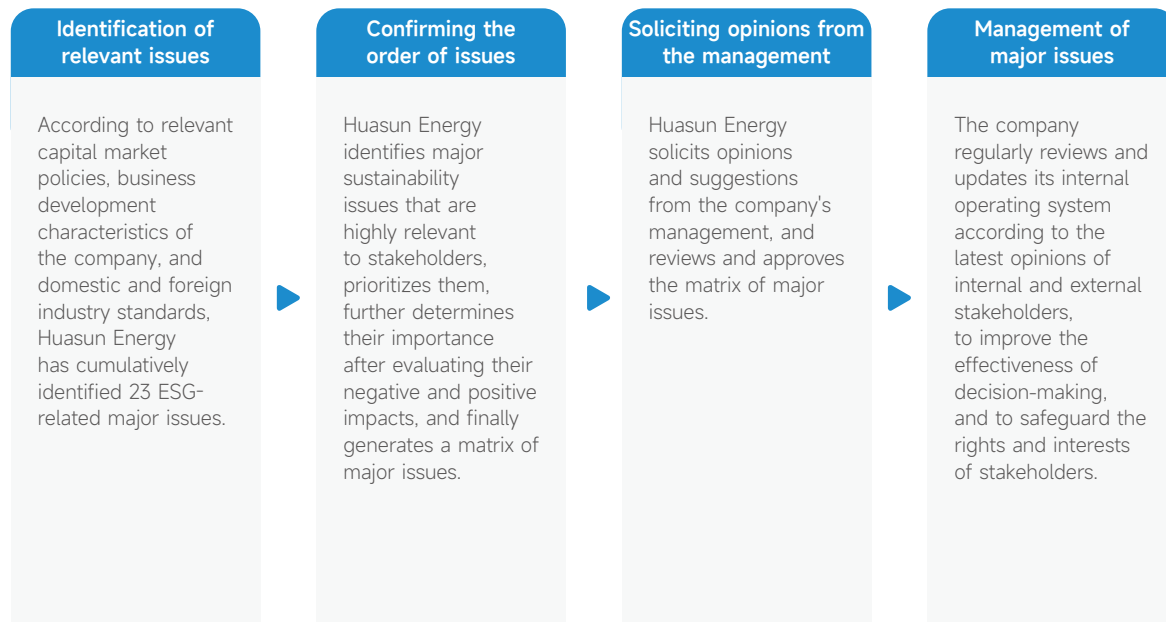 Identification of
relevant issues
According to relevant
capital market
policies, business
development
characteristics of
the company, and
domestic and foreign
industry standards,
Huasun Energy
has cumulatively
identified 23 ESG-
related major issues.
Confirming the
order of issues
Huasun Energy
identifies major
sustainability
issues that are
highly relevant
to stakeholders,
prioritizes them,
further determines
their importance
after evaluating their
negative and positive
impacts, and finally
generates a matrix of
major issues.
Soliciting opinions from
the management
Huasun Energy
solicits opinions
and suggestions
from the company's
management, and
reviews and approves
the matrix of major
issues.
Management of
major issues
The company
regularly reviews and
updates its internal
operating system
according to the
latest opinions of
internal and external
stakeholders,
to improve the
effectiveness of
decision-making,
and to safeguard the
rights and interests
of stakeholders.